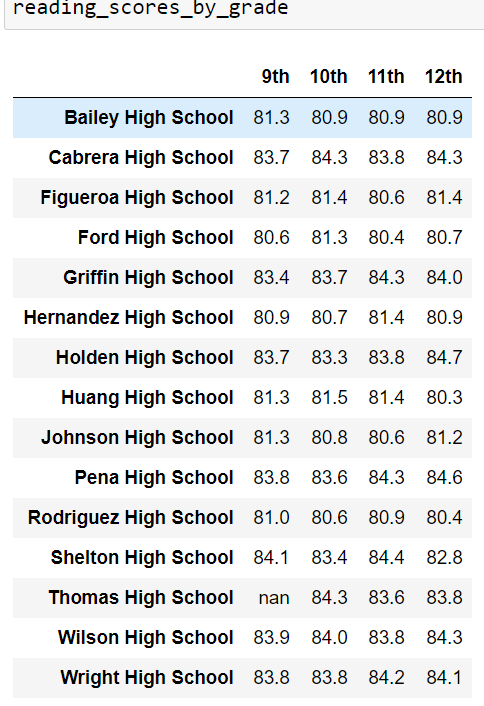 reading_scores_by_grade
9th 10th 11th 12th
Bailey High School 81.3 80.9 80.9 80.9
Cabrera High School 83.7 84.3 83.8 84.3
Figueroa High School 81.2 81.4 80.6 81.4
Ford High School 80.6 81.3 80.4 80.7
Griffin High School 83.4 83.7 84.3 84.0
Hernandez High School 80.9 80.7 81.4 80.9
Holden High School 83.7 83.3 83.8 84.7
Huang High School 81.3 81.5 81.4 80.3
Johnson High School 81.3 80.8 80.6 81.2
Pena High School 83.8 83.6 84.3 84.6
Rodriguez High School 81.0 80.6 80.9 80.4
Shelton High School 84.1 83.4 84.4 82.8
Thomas High School nan 84.3 83.6 83.8
Wilson High School 83.9 84.0 83.8 84.3
Wright High School 83.8 83.8 84.2 84.1